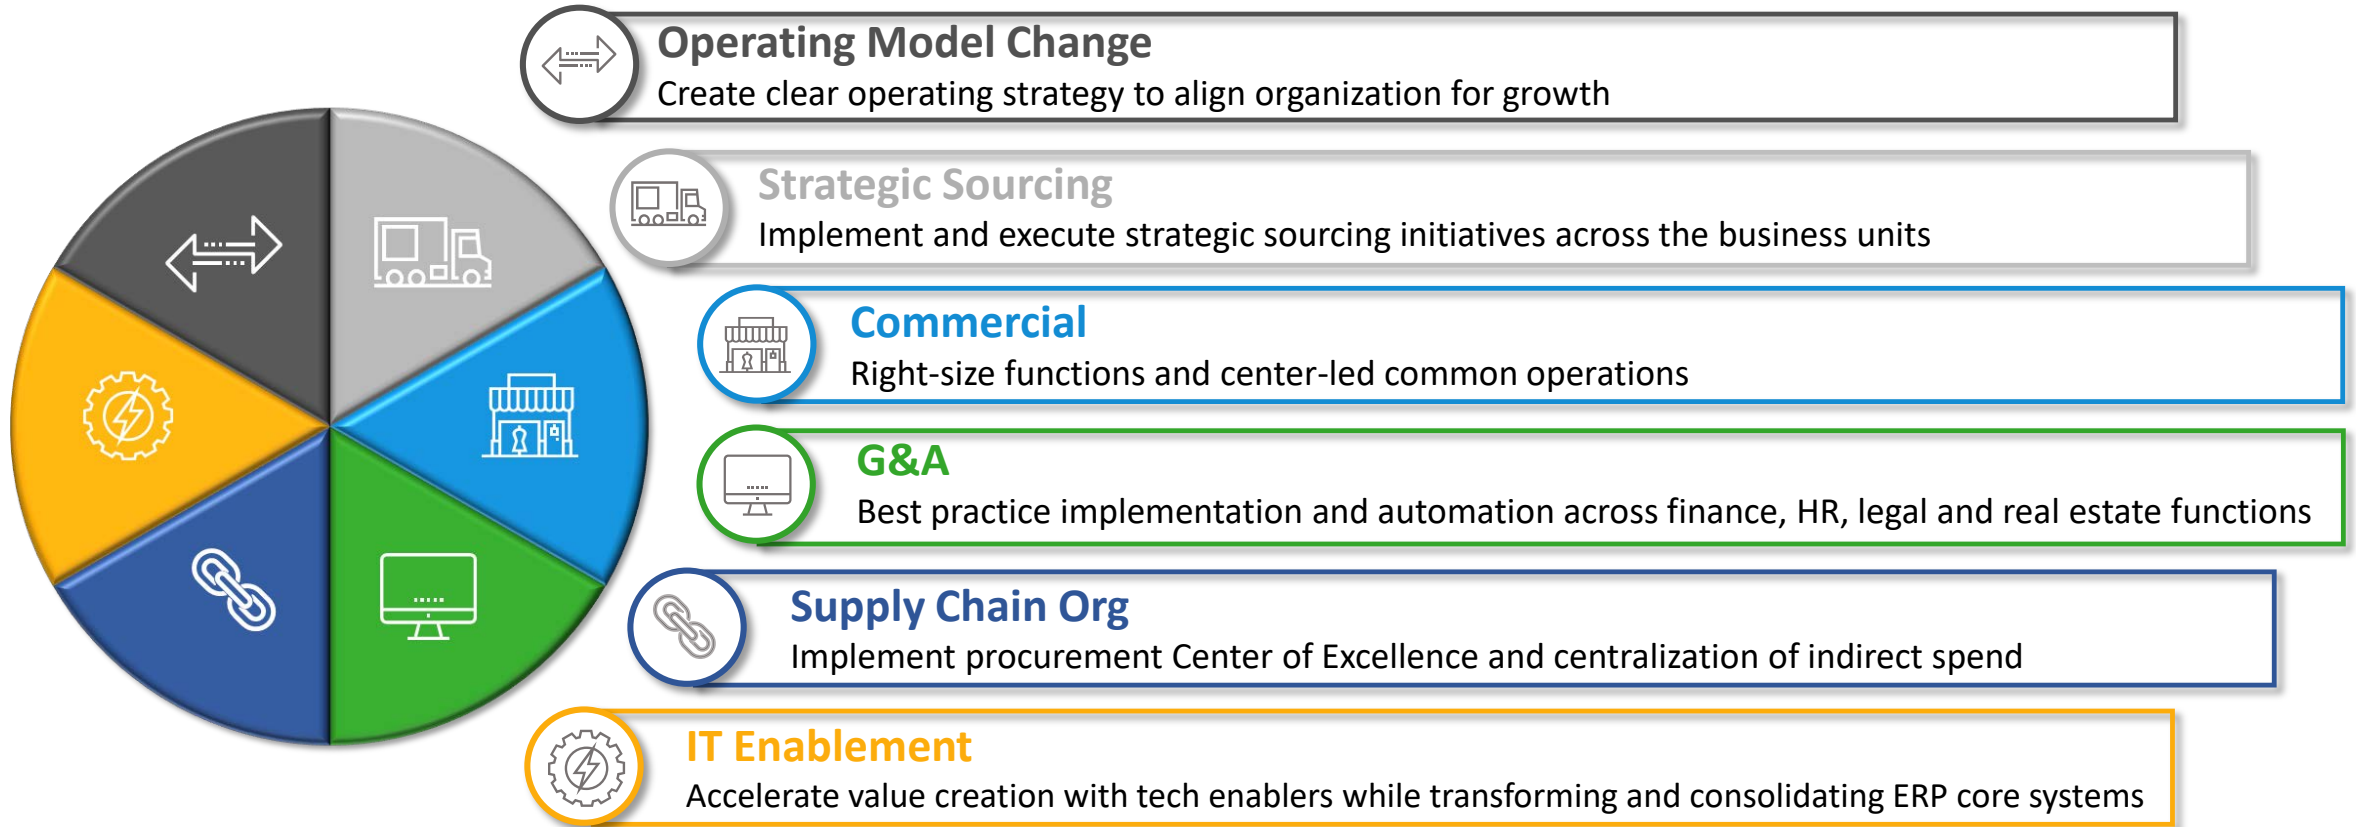 Operating Model Change
Create clear operating strategy to align organization for growth
Strategic Sourcing
Implement and execute strategic sourcing initiatives across the business units
Commercial
Right-size functions and center-led common operations
G&A
Best practice implementation and automation across finance, HR, legal and real estate functions
Supply Chain Org
Implement procurement Center of Excellence and centralization of indirect spend
IT Enablement
Accelerate value creation with tech enablers while transforming and consolidating ERP core systems